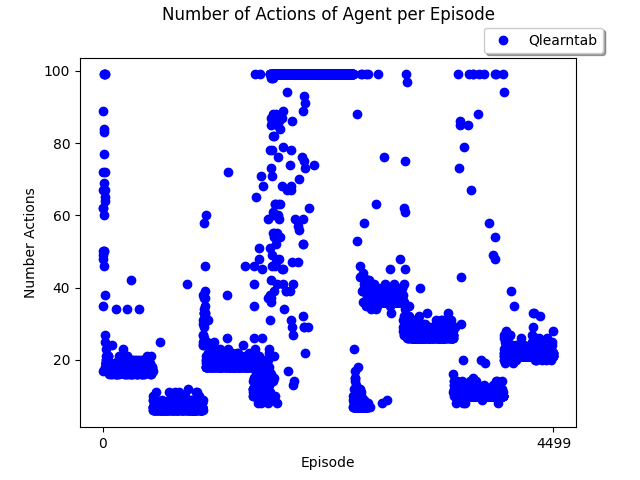 Number of Actions of Agent per Episode
Qlearntab
100
80
60
40
20
Number Actions
0
4499
Episode